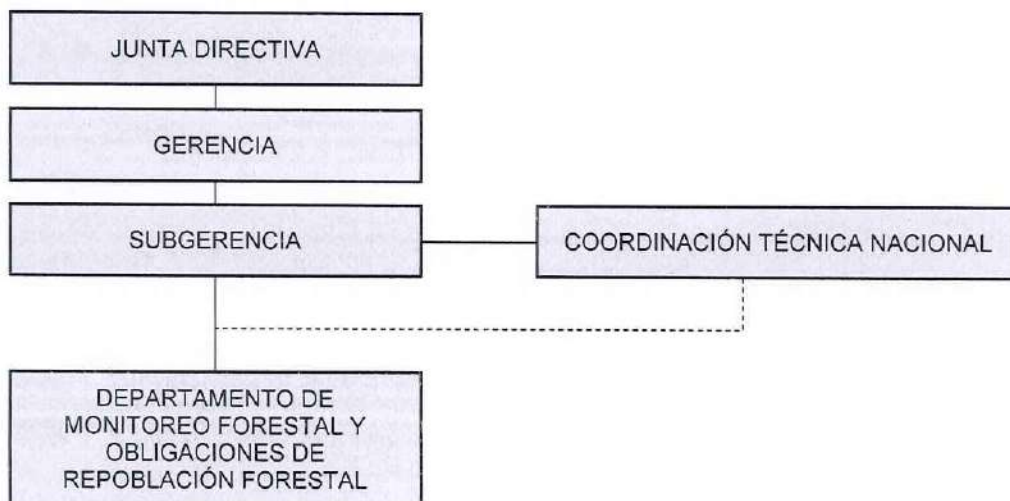 JUNTA DIRECTIVA
GERENCIA
SUBGERENCIA
COORDINACIÓN TÉCNICA NACIONAL
DEPARTAMENTO DE
MONITOREO FORESTAL Y
OBLIGACIONES DE
REPOBLACIÓN FORESTAL